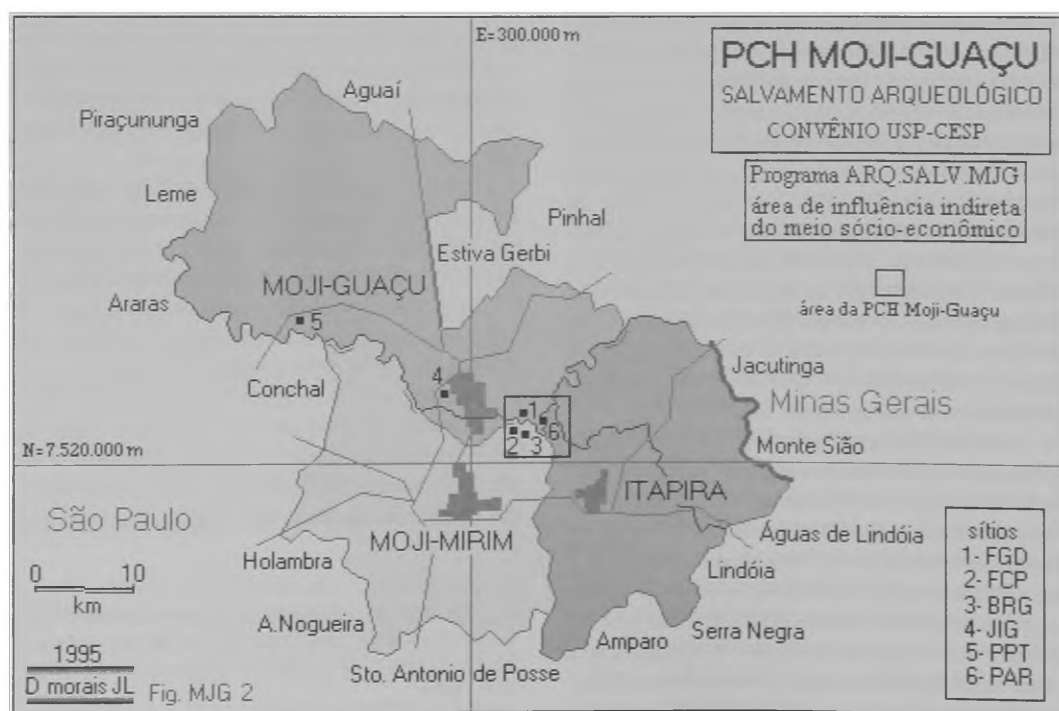 E=300.000 m
PCH MOJI-GUAÇU
SALVAMENTO ARQUEOLÓGICO
CONVÊNIO USP-CESP
Programa ARQ.SALV.MJG
área de influência indireta
do meio sócio-econômico
área da PCH Moji-Guaçu
Aguaí
Piraçununga
Leme
Pinhal
Estiva Gerbi
MOJI-GUAÇU
Araras
5
Jacutinga
4
Conchal
Minas Gerais
1
6
2 3
Monte Sião
N=7.520.000 m
ITAPIRA
São Paulo
MOJI-MIRIM
Águas de Lindóia
Holambra
Lindóia
0 10
km
A.Nogueira
Serra Negra
Amparo
Sto. Antonio de Posse
sítios
1- FGD
2- FCP
3- BRG
4- JIG
5- PPT
6- PAR
1995
D morais JL
Fig. MJG 2